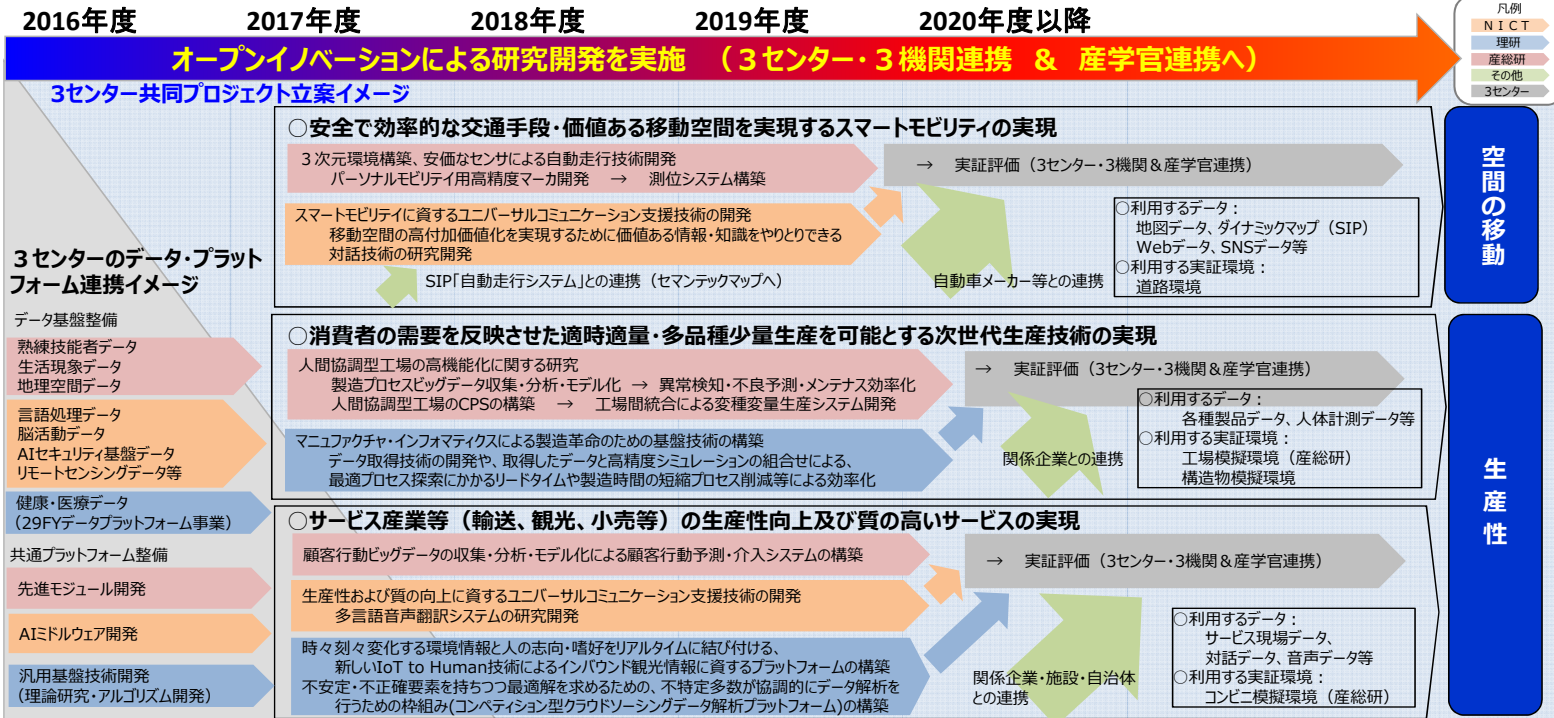 2016年度
2017年度
2018年度
2019年度
2020年度以降
凡例
NICT
理研
産総研
その他
3センター
オープンイノベーションによる研究開発を実施　（３センター・３機関連携　＆　産学官連携へ）
3センター共同プロジェクト立案イメージ
○安全で効率的な交通手段・価値ある移動空間を実現するスマートモビリティの実現
３次元環境構築、安価なセンサによる自動走行技術開発
パーソナルモビリテイ用高精度マーカ開発　→　測位システム構築
→　実証評価（3センター・3機関＆産学官連携）
スマートモビリテイに資するユニバーサルコミュニケーション支援技術の開発
移動空間の高付加価値化を実現するために価値ある情報・知識をやりとりできる
対話技術の研究開発
SIP「自動走行システム」との連携（セマンテックマップへ）
自動車メーカー等との連携
○利用するデータ：
地図データ、ダイナミックマップ（SIP）
Webデータ、SNSデータ等
○利用する実証環境：
道路環境
空間の移動
３センターのデータ・プラット
フォーム連携イメージ
データ基盤整備
熟練技能者データ
生活現象データ
地理空間データ
言語処理データ
脳活動データ
AIセキュリティ基盤データ
リモートセンシングデータ等
健康・医療データ
（29FYデータプラットフォーム事業）
共通プラットフォーム整備
先進モジュール開発
AIミドルウェア開発
汎用基盤技術開発
（理論研究・アルゴリズム開発）
○消費者の需要を反映させた適時適量・多品種少量生産を可能とする次世代生産技術の実現
人間協調型工場の高機能化に関する研究
製造プロセスビッグデータ収集・分析・モデル化　→　異常検知・不良予測・メンテナス効率化
人間協調型工場のCPSの構築　→　工場間統合による変種変量生産システム開発
→　実証評価（3センター・3機関＆産学官連携）
マニュファクチャ・インフォマティクスによる製造革命のための基盤技術の構築
データ取得技術の開発や、取得したデータと高精度シミュレーションの組合せによる、
最適プロセス探索にかかるリードタイムや製造時間の短縮プロセス削減等による効率化
関係企業との連携
○利用するデータ：
各種製品データ、人体計測データ等
○利用する実証環境：
工場模擬環境（産総研）
構造物模擬環境
生産性
○サービス産業等（輸送、観光、小売等）の生産性向上及び質の高いサービスの実現
顧客行動ビッグデータの収集・分析・モデル化による顧客行動予測・介入システムの構築
→　実証評価（3センター・3機関＆産学官連携）
生産性および質の向上に資するユニバーサルコミュニケーション支援技術の開発
多言語音声翻訳システムの研究開発
時々刻々変化する環境情報と人の志向・嗜好をリアルタイムに結び付ける、
新しいIoT to Human技術によるインバウンド観光情報に資するプラットフォームの構築
不安定・不正確要素を持ちつつ最適解を求めるための、不特定多数が協調的にデータ解析を
行うための枠組み(コンペティション型クラウドソーシングデータ解析プラットフォーム)の構築
関係企業・施設・自治体
との連携
○利用するデータ：
サービス現場データ、
対話データ、音声データ等
○利用する実証環境：
コンビニ模擬環境（産総研）